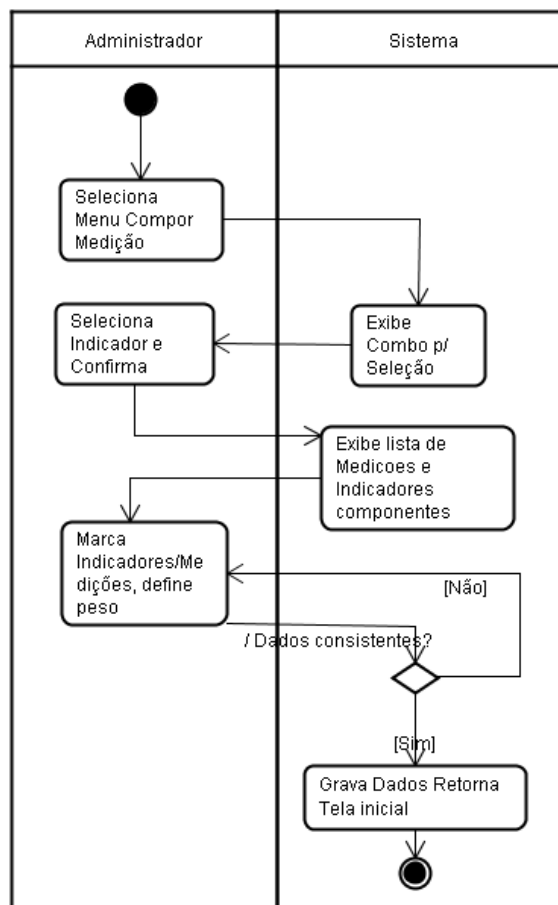 Administrador
Sistema
Seleciona
Menu Compor
Medição
Exibe
Combo p/
Seleção
Seleciona
Indicador e
Confirma
Exibe lista de
Medicoes e
Indicadores
componentes
Marca
Indicadores/Me
dições, define
peso
[Não]
/ Dados consistentes?
[Sim]
Grava Dados Retorna
Tela inicial